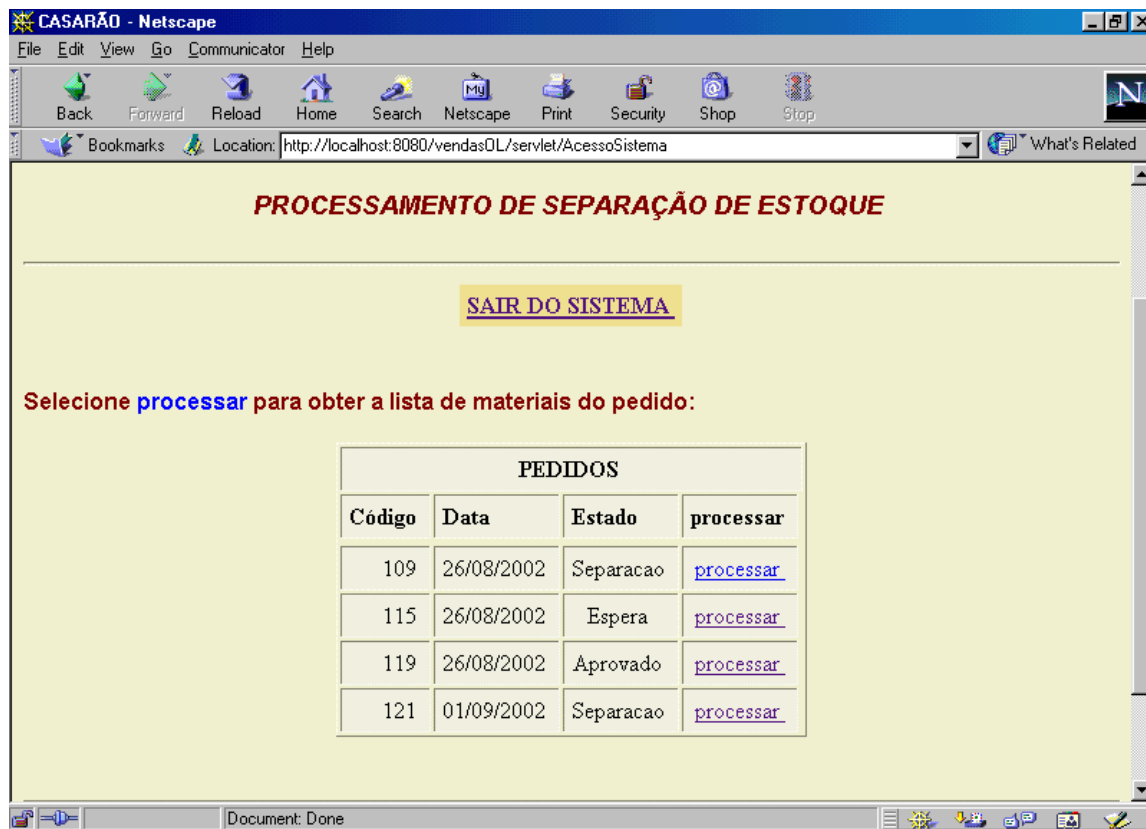 CASARÃO - Netscape
File Edit View Go Communicator Help
My
N
Back Forward Reload Home Search Netscape Print Security Shop Stop
Bookmarks Location: http://localhost:8080/vendasOL/servlet/AcessoSistema What's Related
PROCESSAMENTO DE SEPARAÇÃO DE ESTOQUE
SAIR DO SISTEMA
Selecione processar para obter a lista de materiais do pedido:
PEDIDOS
Código Data Estado processar
109 26/08/2002 Separacao processar
115 26/08/2002 Espera processar
119 26/08/2002 Aprovado processar
121 01/09/2002 Separacao processar
Document: Done